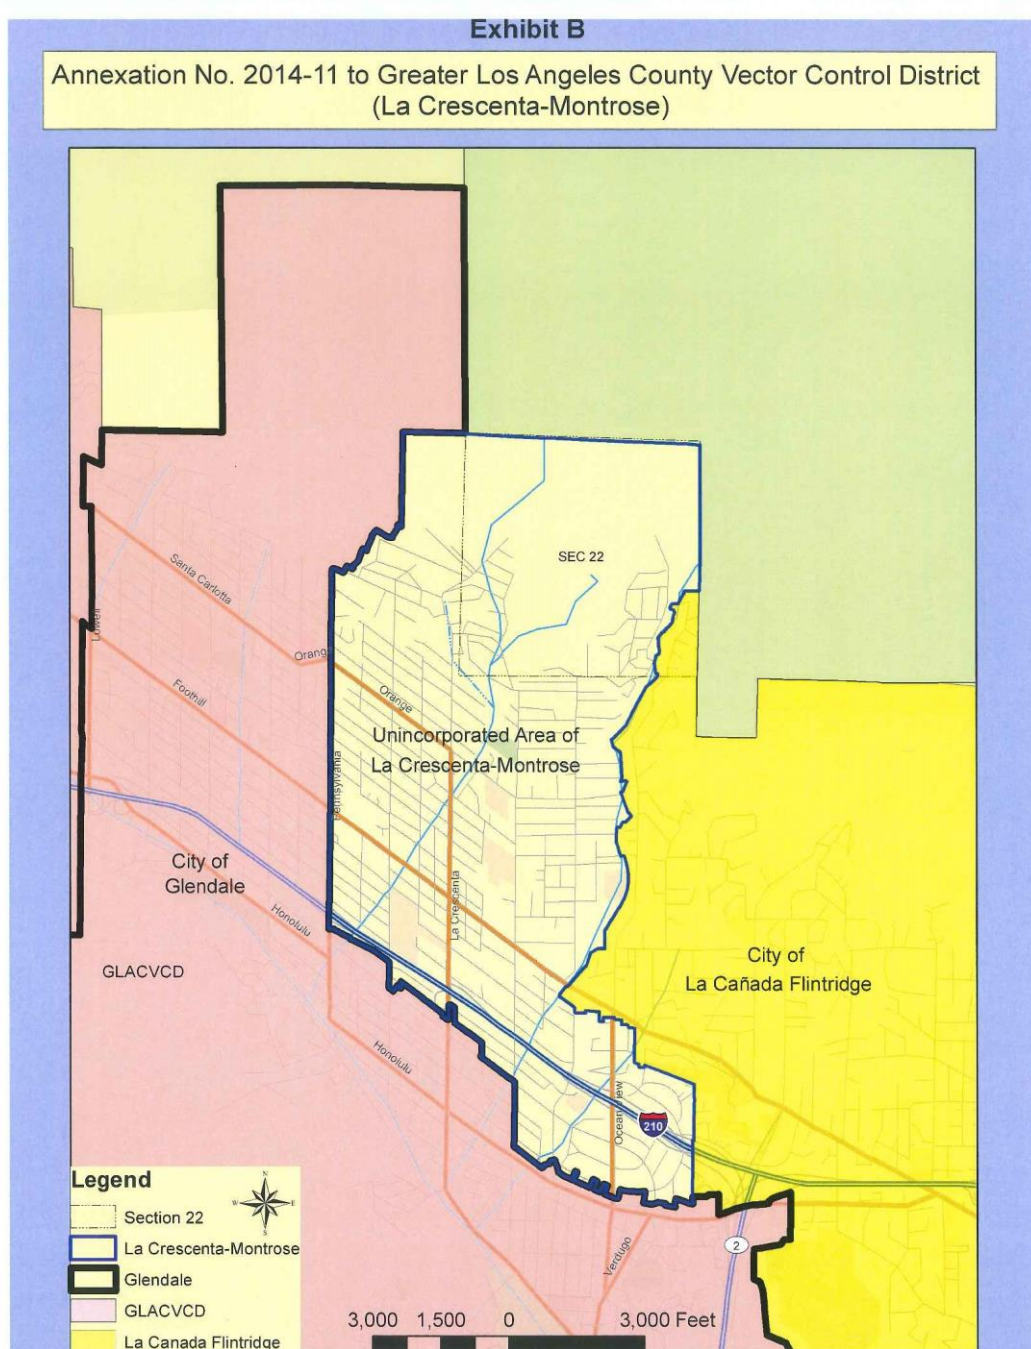 Exhibit B
Annexation No. 2014-11 to Greater Los Angeles County Vector Control District
(La Crescenta-Montrose)
SEC 22
Santa Carlotta
Lowell
Orang
Orange
Foothill
Unincorporated Area of
La Crescenta-Montrose
Pennsylvania
City of
Glendale
La Crescenta
Honolulu
City of
La Cañada Flintridge
GLACVCD
Honolulu
Ocean View
210
Legend
N
W
E
S
Section 22
La Crescenta-Montrose
Glendale
GLACVCD
La Canada Flintridge
2
Verdugo
3,000 1,500 0 3,000 Feet